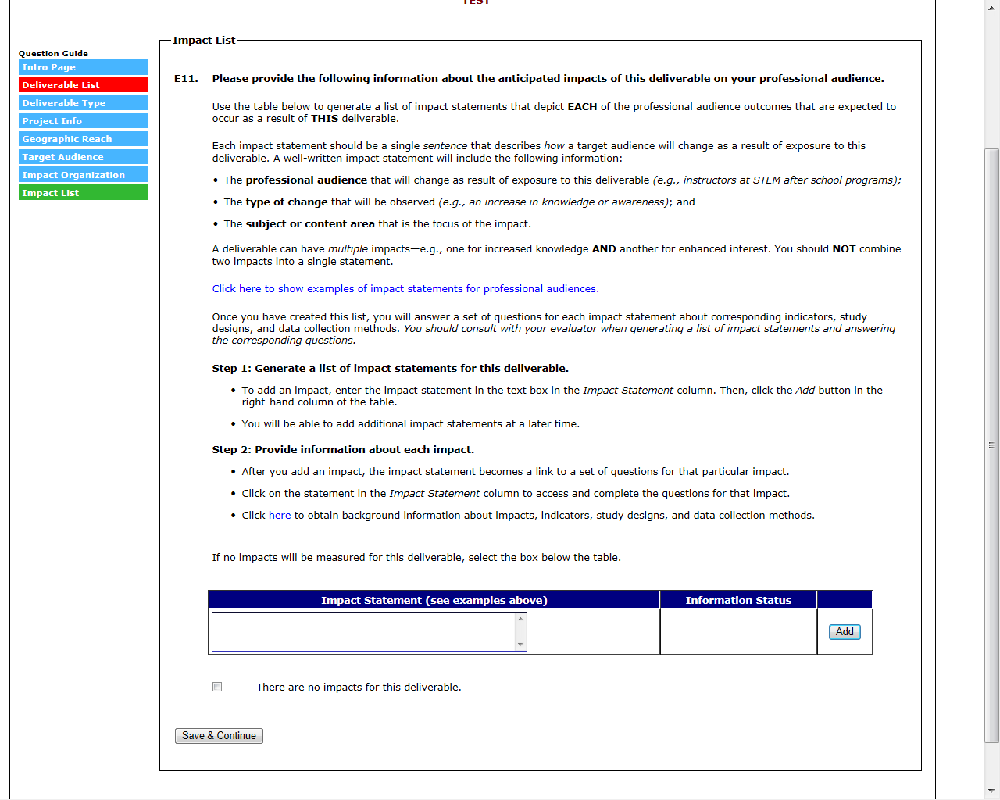 TEST
Impact List
Question Guide
Intro Page
Deliverable List
Deliverable Type
Project Info
Geographic Reach
Target Audience
Impact Organization
Impact List
E11. Please provide the following information about the anticipated impacts of this deliverable on your professional audience.
Use the table below to generate a list of impact statements that depict EACH of the professional audience outcomes that are expected to
occur as a result of THIS deliverable.
Each impact statement should be a single sentence that describes how a target audience will change as a result of exposure to this
deliverable. A well-written impact statement will include the following information:
• The professional audience that will change as result of exposure to this deliverable (e.g., instructors at STEM after school programs);
• The type of change that will be observed (e.g., an increase in knowledge or awareness); and
• The subject or content area that is the focus of the impact.
A deliverable can have multiple impacts—e.g., one for increased knowledge AND another for enhanced interest. You should NOT combine
two impacts into a single statement.
Click here to show examples of impact statements for professional audiences.
Once you have created this list, you will answer a set of questions for each impact statement about corresponding indicators, study
designs, and data collection methods. You should consult with your evaluator when generating a list of impact statements and answering
the corresponding questions.
Step 1: Generate a list of impact statements for this deliverable.
• To add an impact, enter the impact statement in the text box in the Impact Statement column. Then, click the Add button in the
right-hand column of the table.
• You will be able to add additional impact statements at a later time.
Step 2: Provide information about each impact.
• After you add an impact, the impact statement becomes a link to a set of questions for that particular impact.
• Click on the statement in the Impact Statement column to access and complete the questions for that impact.
• Click here to obtain background information about impacts, indicators, study designs, and data collection methods.
If no impacts will be measured for this deliverable, select the box below the table.
Impact Statement (see examples above) Information Status
Add
There are no impacts for this deliverable.
Save & Continue